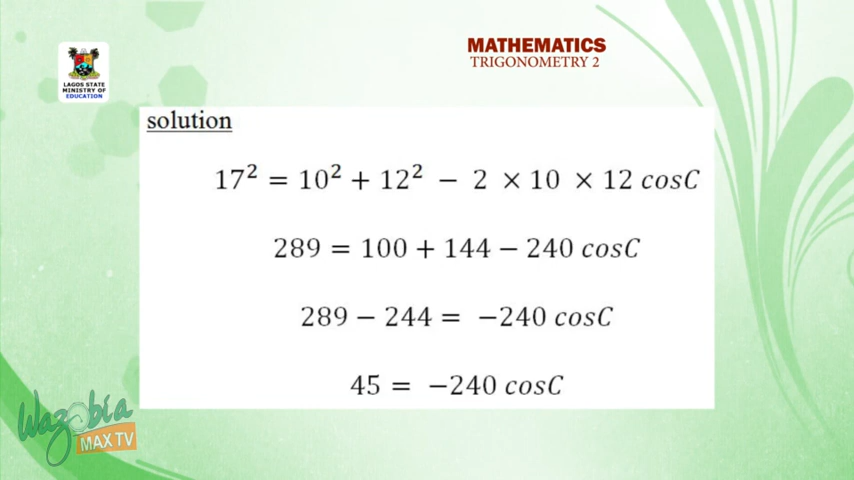 MATHEMATICS
TRIGONOMETRY 2
LAGOS STATE
MINISTRY OF
EDUCATION
solution
17² = 10² + 12² − 2 × 10 × 12 cosC
289 = 100 + 144 − 240 cosC
289 − 244 = −240 cosC
45 = −240 cosC
Wazobia
MAX TV